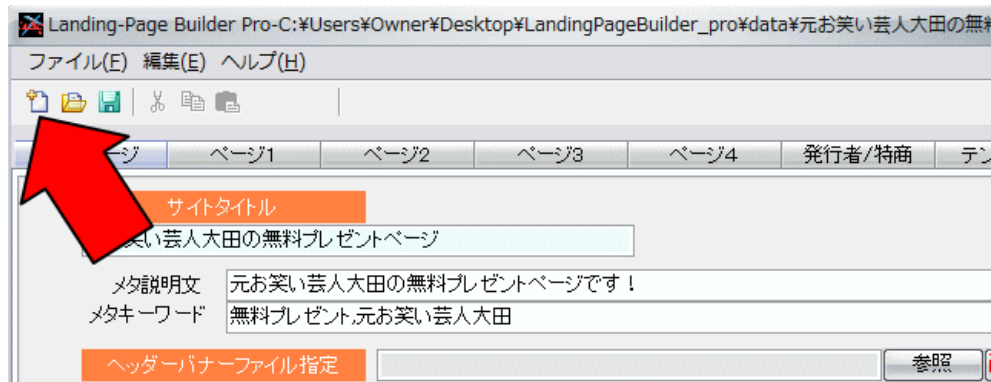 Landing-Page Builder Pro-C:¥Users¥Owner¥Desktop¥LandingPageBuilder_pro¥data¥元お笑い芸人大田の無料
ファイル(F) 編集(E) ヘルプ(H)
ージ ページ1 ページ2 ページ3 ページ4 発行者/特商 テン
サイトタイトル
笑い芸人大田の無料プレゼントページ
メタ説明文 元お笑い芸人大田の無料プレゼントページです！
メタキーワード 無料プレゼント,元お笑い芸人大田
ヘッダーバナーファイル指定 参照